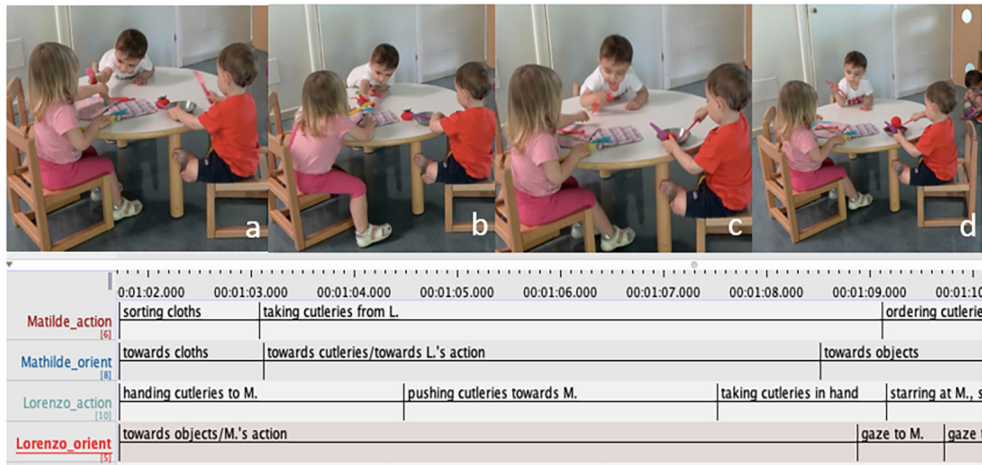 a b c d
0:01:02.000 00:01:03.000 00:01:04.000 00:01:05.000 00:01:06.000 00:01:07.000 00:01:08.000 00:01:09.000 00:01:10
Matilde_action sorting cloths taking cutleries from L. ordering cutlerie
[6]
Mathilde_orient towards cloths towards cutleries/towards L.'s action towards objects
[8]
Lorenzo_action handing cutleries to M. pushing cutleries towards M. taking cutleries in hand starring at M., s
[10]
Lorenzo_orient towards objects/M.'s action gaze to M. gaze t
[5]